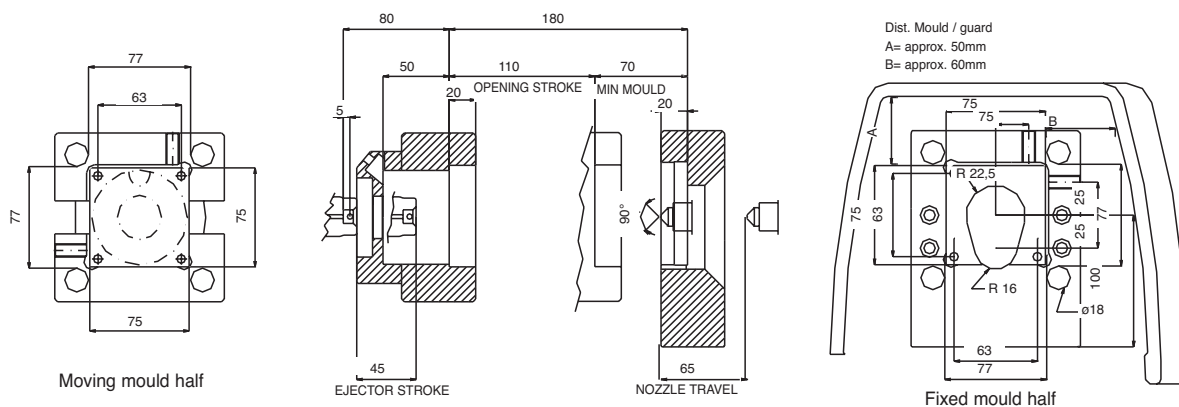 77
63
77
75
75
Moving mould half
80
180
50
110
70
OPENING STROKE
MIN MOULD
5
20
20
90°
45
65
EJECTOR STROKE
NOZZLE TRAVEL
Dist. Mould / guard
A= approx. 50mm
B= approx. 60mm
75
75
A
B
R 22,5
75
63
25
77
25
100
R 16
ø18
63
77
Fixed mould half